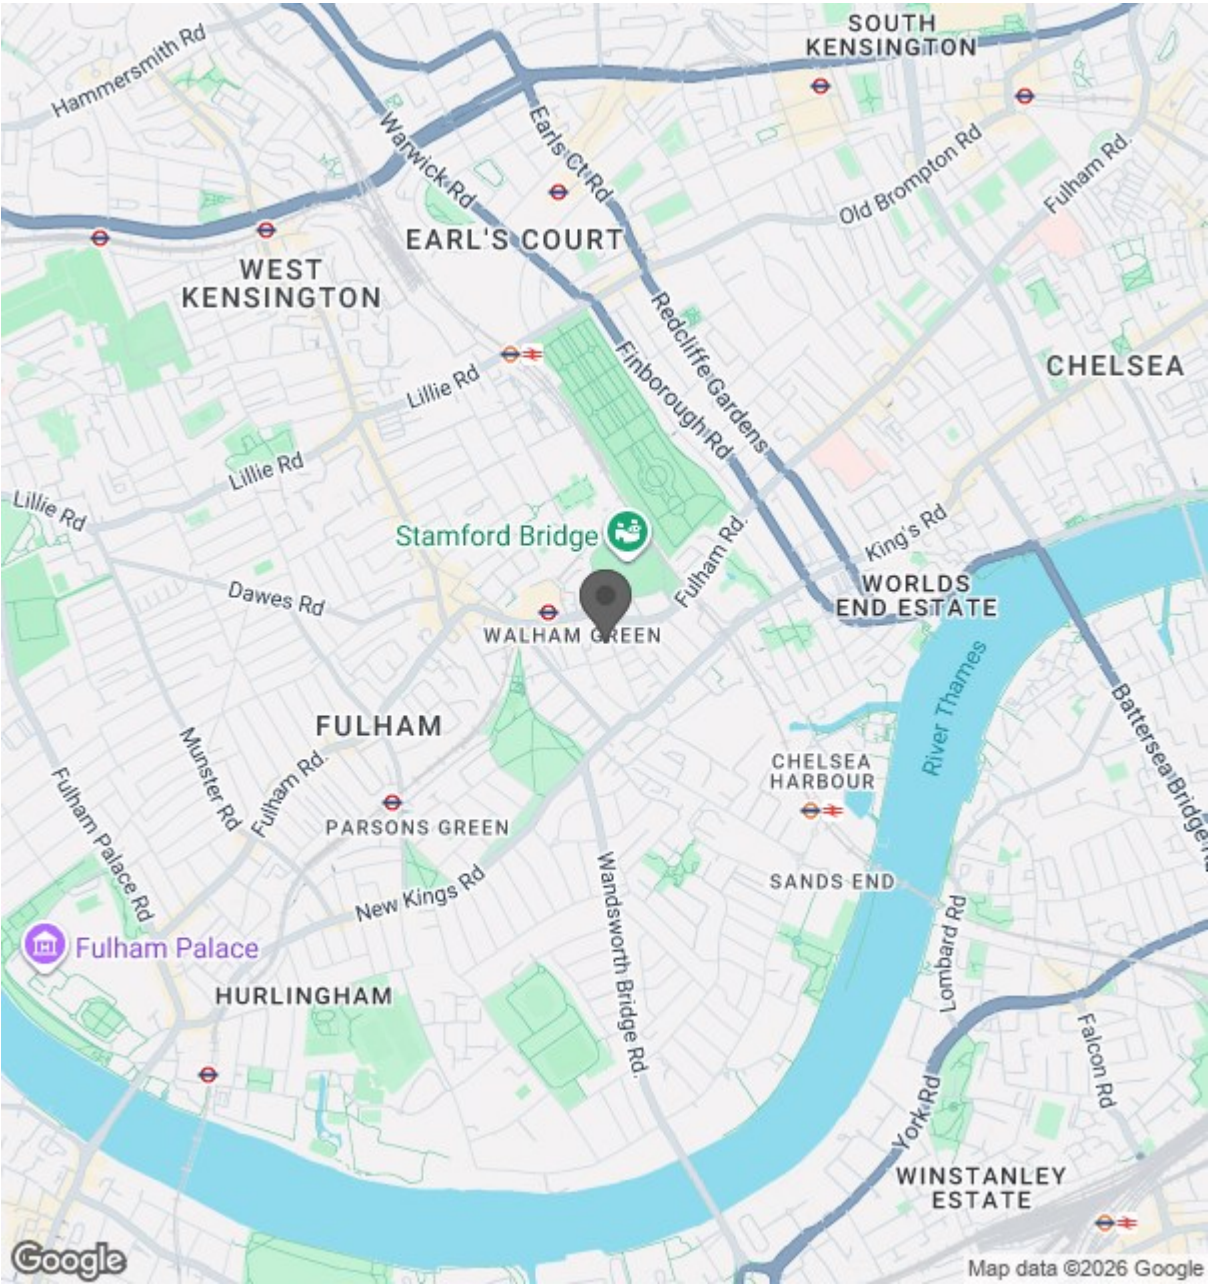 SOUTH
KENSINGTON
Hammersmith Rd
Warwick Rd
Earls Ct Rd
Old Brompton Rd
Fulham Rd.
EARL'S COURT
WEST
KENSINGTON
Redcliffe Gardens
Finborough Rd
CHELSEA
Lillie Rd
Lillie Rd
Lillie Rd
Stamford Bridge
King's Rd
Fulham Rd.
Dawes Rd
WORLDS
END ESTATE
WALHAM GREEN
River Thames
FULHAM
Battersea Bridge R
Munster Rd
Fulham Rd.
CHELSEA
HARBOUR
Fulham Palace Rd
PARSONS GREEN
Wandsworth Bridge Rd.
New Kings Rd
SANDS END
Lombard Rd
Fulham Palace
HURLINGHAM
Falcon Rd
York Rd
WINSTANLEY
ESTATE
Google
Map data ©2026 Google